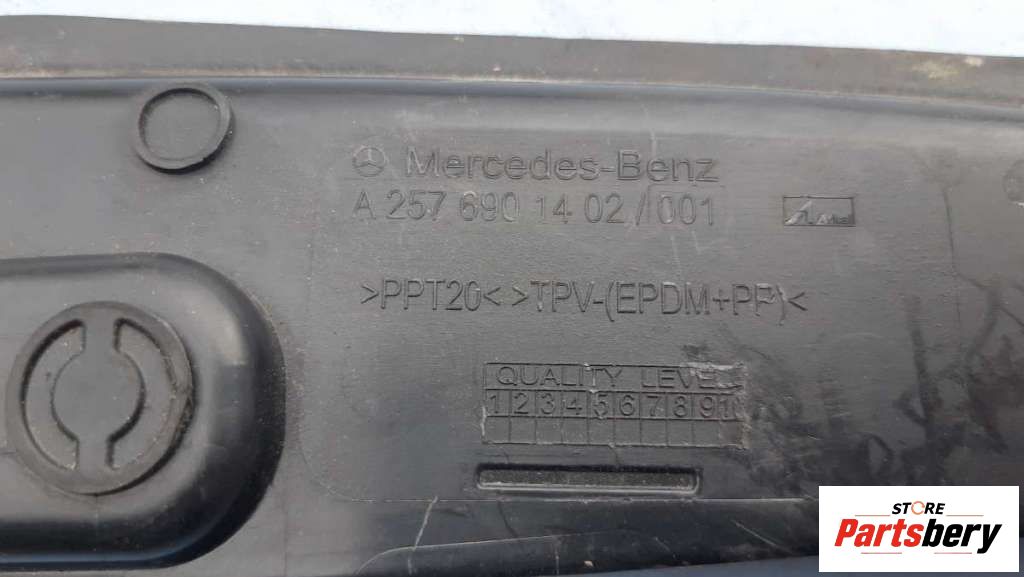 Mercedes-Benz
A 257 690 14 02 / 001
>PPT20< >TPV-(EPDM+PP)<
QUALITY LEVEL
1 2 3 4 5 6 7 8 9 1
STORE
Partsbery